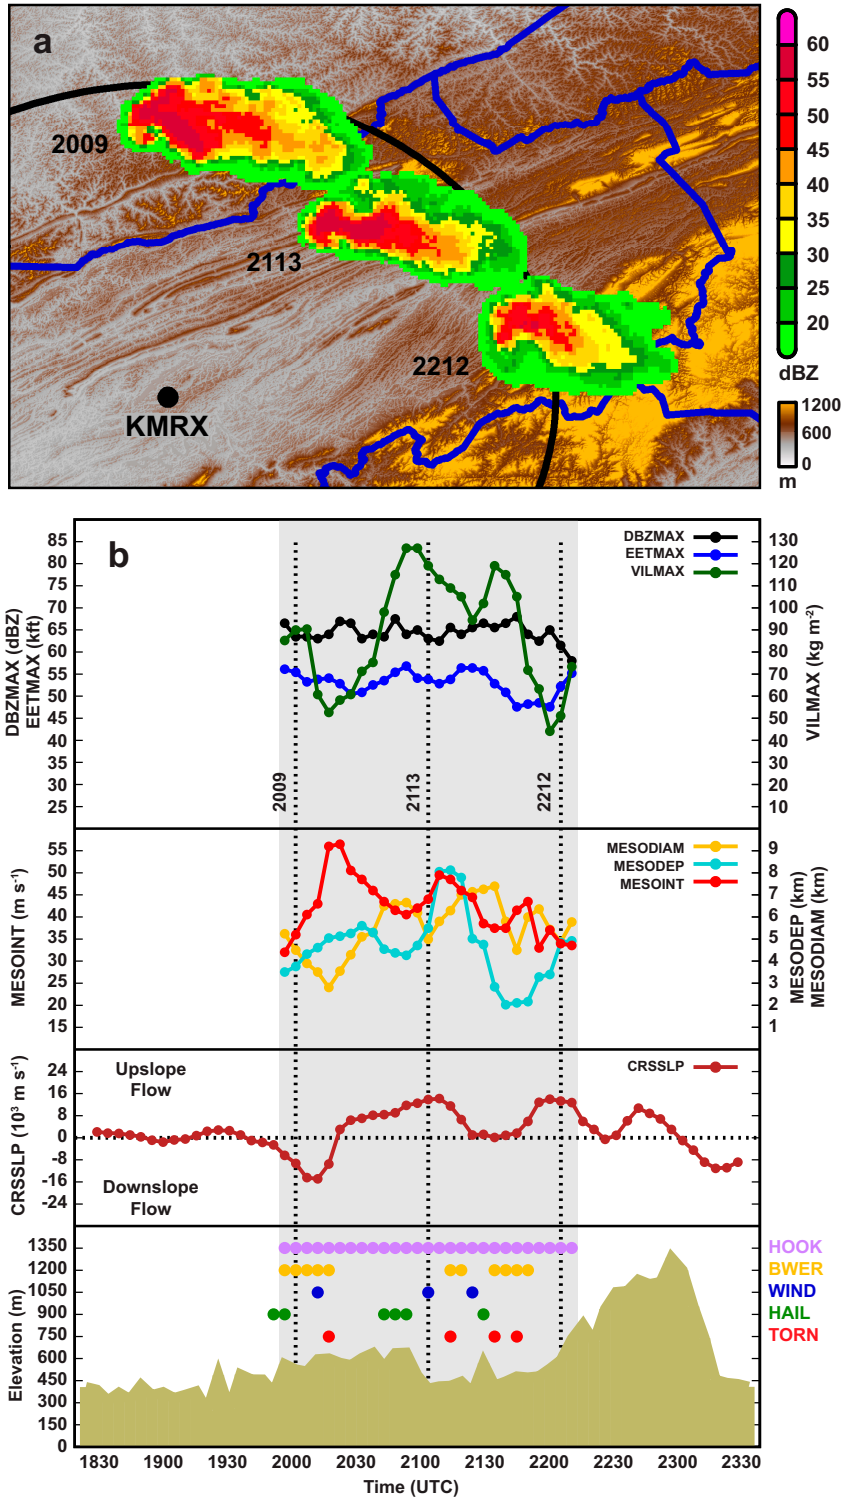 a
2009
2113
2212
KMRX
60
55
50
45
40
35
30
25
20
dBZ
1200
600
0
m
b
85
80
75
70
65
60
55
50
45
40
35
30
25
DBZMAX (dBZ)
EETMAX (kft)
DBZMAX
EETMAX
VILMAX
130
120
110
100
90
80
70
60
50
40
30
20
10
VILMAX (kg m⁻²)
2009
2113
2212
55
50
45
40
35
30
25
20
15
MESOINT (m s⁻¹)
MESODIAM
MESODEP
MESOINT
9
8
7
6
5
4
3
2
1
MESODEP (km)
MESODIAM (km)
24
16
8
0
-8
-16
-24
CRSSLP (10³ m s⁻¹)
Upslope
Flow
CRSSLP
Downslope
Flow
1350
1200
1050
900
750
600
450
300
150
0
Elevation (m)
HOOK
BWER
WIND
HAIL
TORN
1830 1900 1930 2000 2030 2100 2130 2200 2230 2300 2330
Time (UTC)